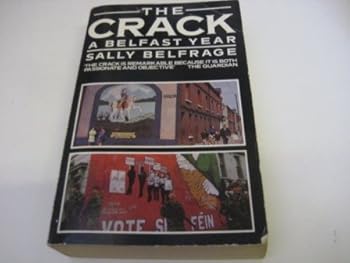 THE
CRACK
A BELFAST YEAR
SALLY BELFRAGE
'THE CRACK IS REMARKABLE BECAUSE IT IS BOTH
PASSIONATE AND OBJECTIVE' THE GUARDIAN
VOTE SI FÉIN